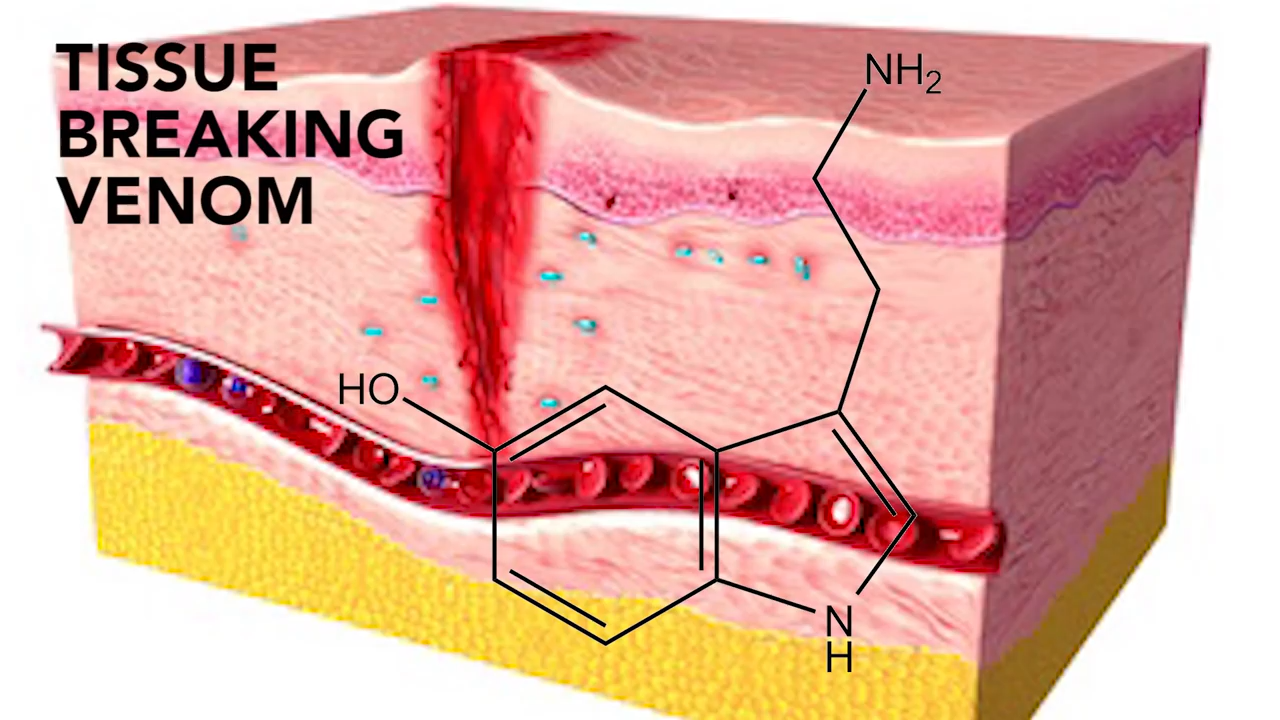 TISSUE
BREAKING
VENOM
NH₂
HO
N
H